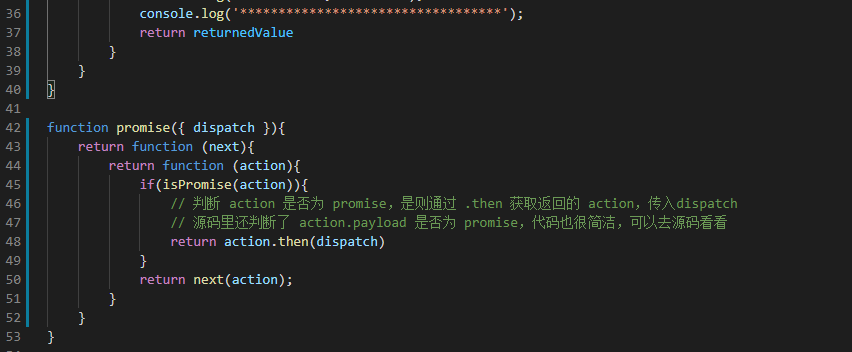 36 console.log('**********************************');
37 return returnedValue
38 }
39 }
40 }
41
42 function promise({ dispatch }){
43 return function (next){
44 return function (action){
45 if(isPromise(action)){
46 // 判断 action 是否为 promise，是则通过 .then 获取返回的 action，传入dispatch
47 // 源码里还判断了 action.payload 是否为 promise，代码也很简洁，可以去源码看看
48 return action.then(dispatch)
49 }
50 return next(action);
51 }
52 }
53 }